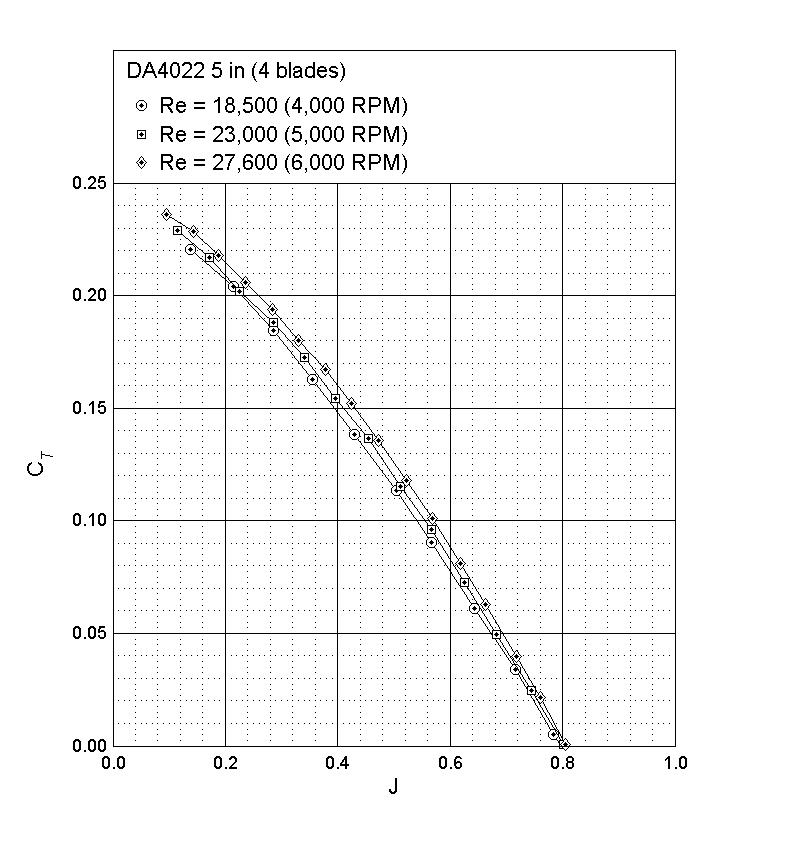 DA4022 5 in (4 blades)
Re = 18,500 (4,000 RPM)
Re = 23,000 (5,000 RPM)
Re = 27,600 (6,000 RPM)
0.25
0.20
0.15
C_T
0.10
0.05
0.00
0.0 0.2 0.4 0.6 0.8 1.0
J